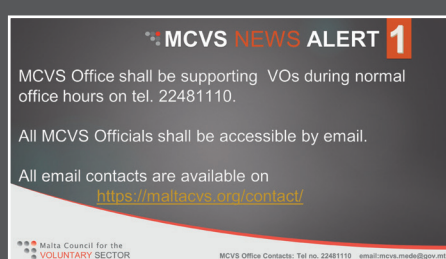 MCVS NEWS ALERT 1
MCVS Office shall be supporting VOs during normal
office hours on tel. 22481110.
All MCVS Officials shall be accessible by email.
All email contacts are available on
https://maltacvs.org/contact/
Malta Council for the
VOLUNTARY SECTOR
MCVS Office Contacts: Tel no. 22481110 email:mcvs.mede@gov.mt